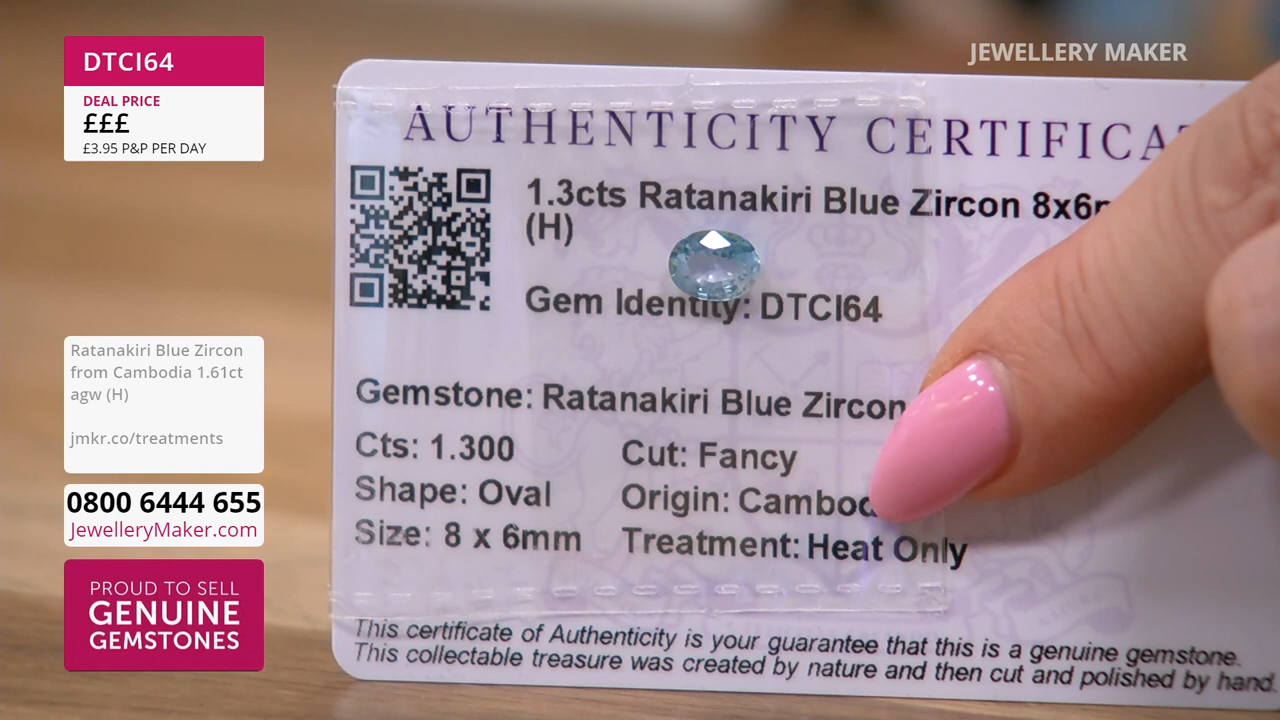 DTCI64
DEAL PRICE
£££
£3.95 P&P PER DAY
Ratanakiri Blue Zircon
from Cambodia 1.61ct
agw (H)
jmkr.co/treatments
0800 6444 655
JewelleryMaker.com
PROUD TO SELL
GENUINE
GEMSTONES
JEWELLERY MAKER
AUTHENTICITY CERTIFICA
1.3cts Ratanakiri Blue Zircon 8x6
(H)
Gem Identity: DTCI64
Gemstone: Ratanakiri Blue Zircon
Cts: 1.300
Cut: Fancy
Shape: Oval
Origin: Cambod
Size: 8 x 6mm
Treatment: Heat Only
This certificate of Authenticity is your guarantee that this is a genuine gemstone.
This collectable treasure was created by nature and then cut and polished by hand.